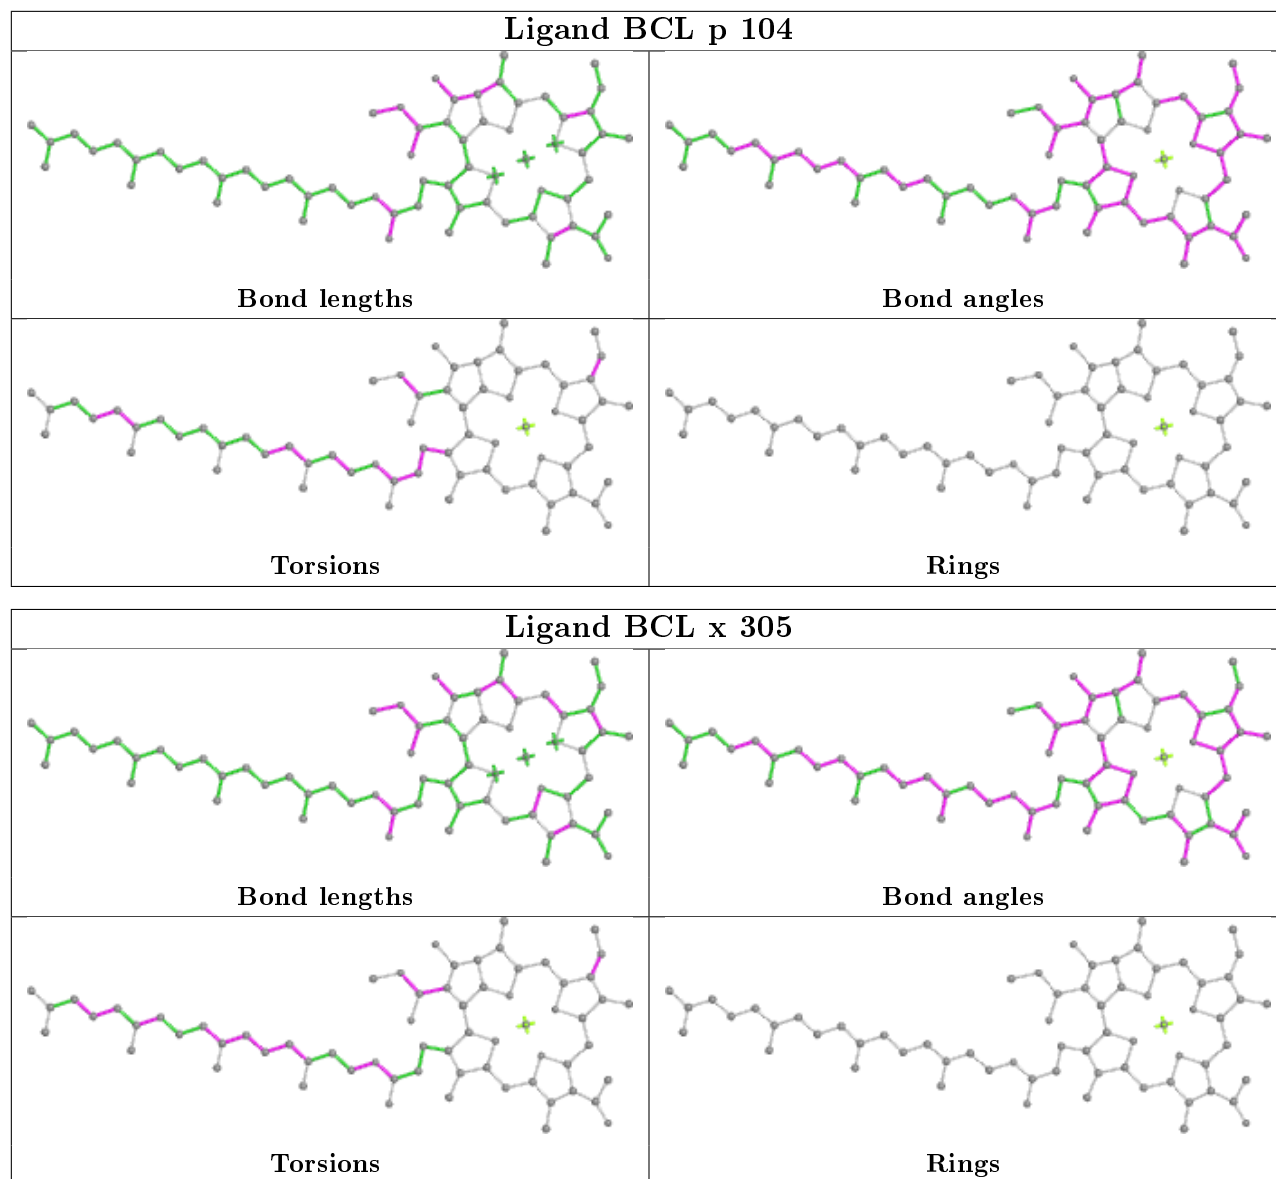 Ligand BCL p 104
Bond lengths
Bond angles
Torsions
Rings
Ligand BCL x 305
Bond lengths
Bond angles
Torsions
Rings